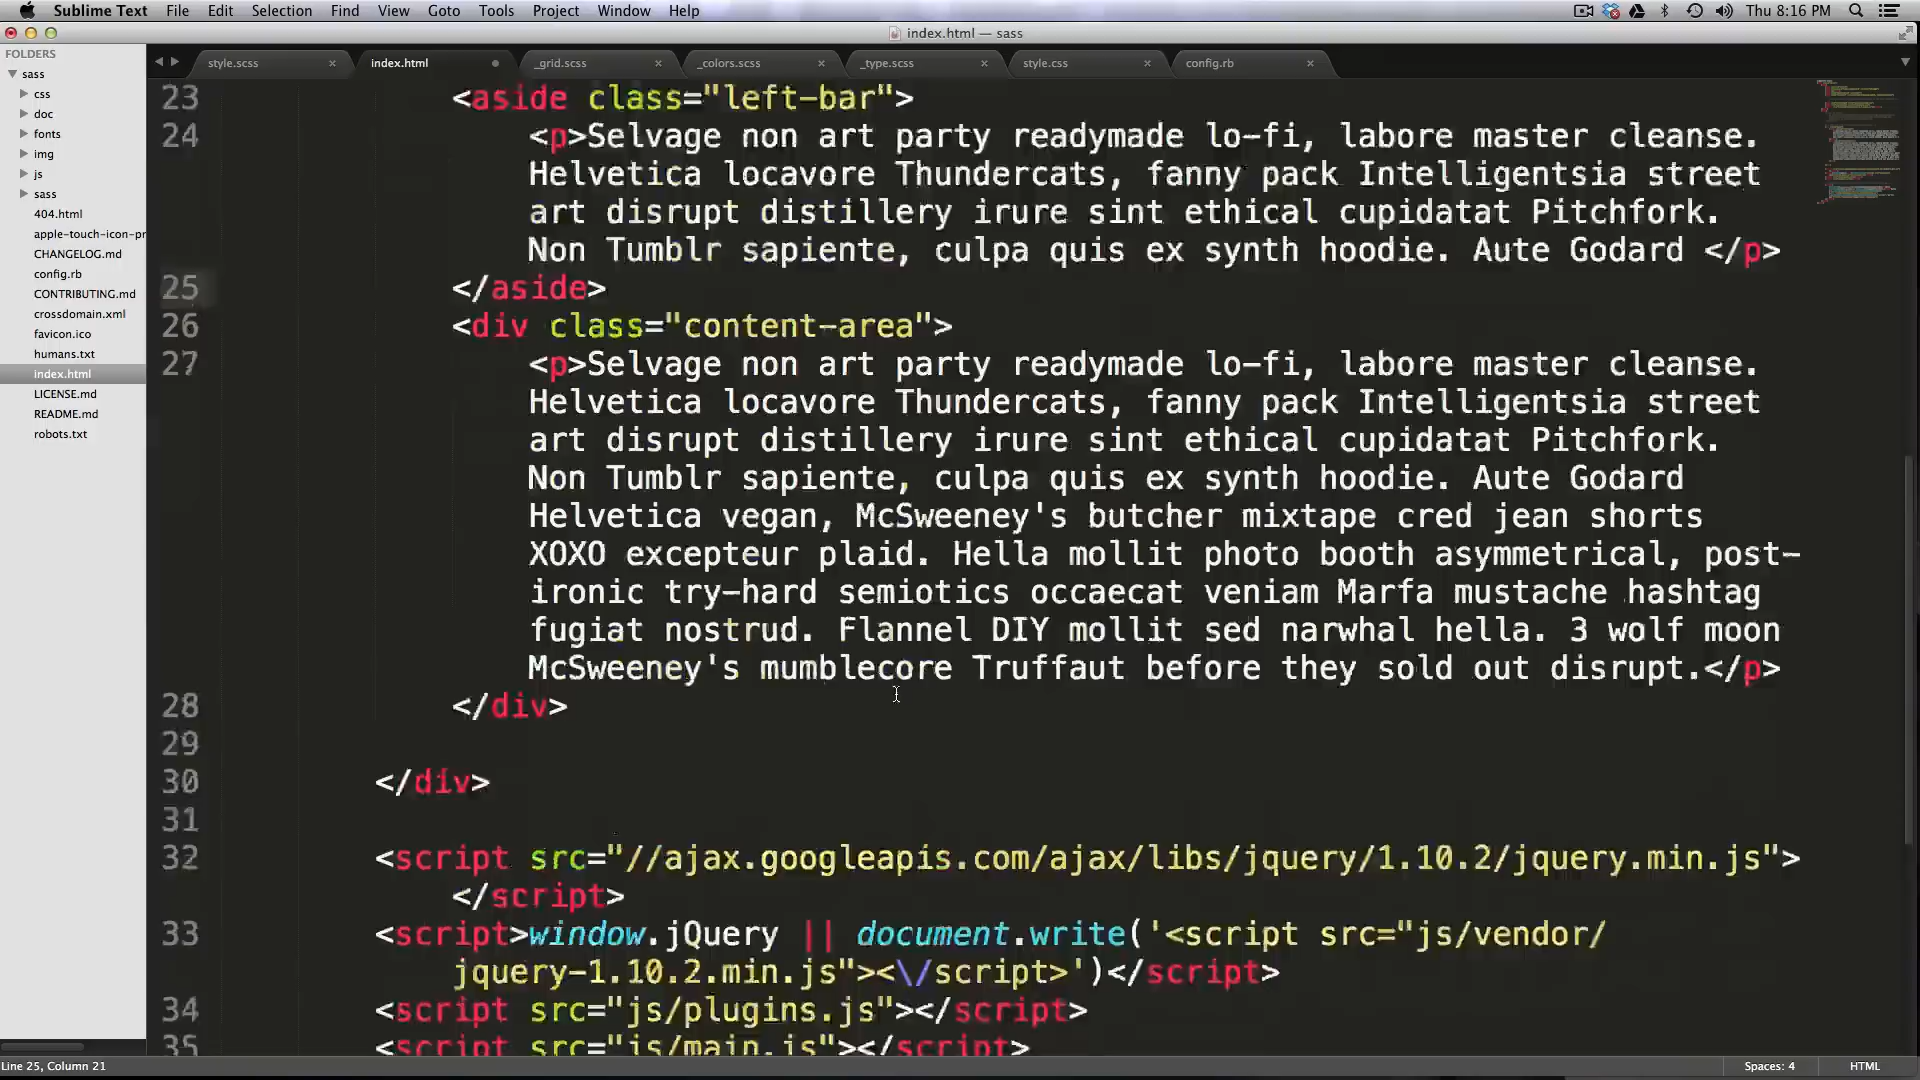 Sublime Text File Edit Selection Find View Goto Tools Project Window Help Thu 8:16 PM
index.html — sass
FOLDERS
sass
css
doc
fonts
img
js
sass
404.html
apple-touch-icon-pr
CHANGELOG.md
config.rb
CONTRIBUTING.md
crossdomain.xml
favicon.ico
humans.txt
index.html
LICENSE.md
README.md
robots.txt
style.scss index.html _grid.scss _colors.scss _type.scss style.css config.rb
23 <aside class="left-bar">
24 <p>Selvage non art party readymade lo-fi, labore master cleanse.
Helvetica locavore Thundercats, fanny pack Intelligentsia street
art disrupt distillery irure sint ethical cupidatat Pitchfork.
Non Tumblr sapiente, culpa quis ex synth hoodie. Aute Godard </p>
25 </aside>
26 <div class="content-area">
27 <p>Selvage non art party readymade lo-fi, labore master cleanse.
Helvetica locavore Thundercats, fanny pack Intelligentsia street
art disrupt distillery irure sint ethical cupidatat Pitchfork.
Non Tumblr sapiente, culpa quis ex synth hoodie. Aute Godard
Helvetica vegan, McSweeney's butcher mixtape cred jean shorts
XOXO excepteur plaid. Hella mollit photo booth asymmetrical, post-
ironic try-hard semiotics occaecat veniam Marfa mustache hashtag
fugiat nostrud. Flannel DIY mollit sed narwhal hella. 3 wolf moon
McSweeney's mumblecore Truffaut before they sold out disrupt.</p>
28 </div>
29
30 </div>
31
32 <script src="//ajax.googleapis.com/ajax/libs/jquery/1.10.2/jquery.min.js">
</script>
33 <script>window.jQuery || document.write('<script src="js/vendor/
jquery-1.10.2.min.js"><\/script>')</script>
34 <script src="js/plugins.js"></script>
35 <script src="js/main.js"></script>
Line 25, Column 21 Spaces: 4 HTML